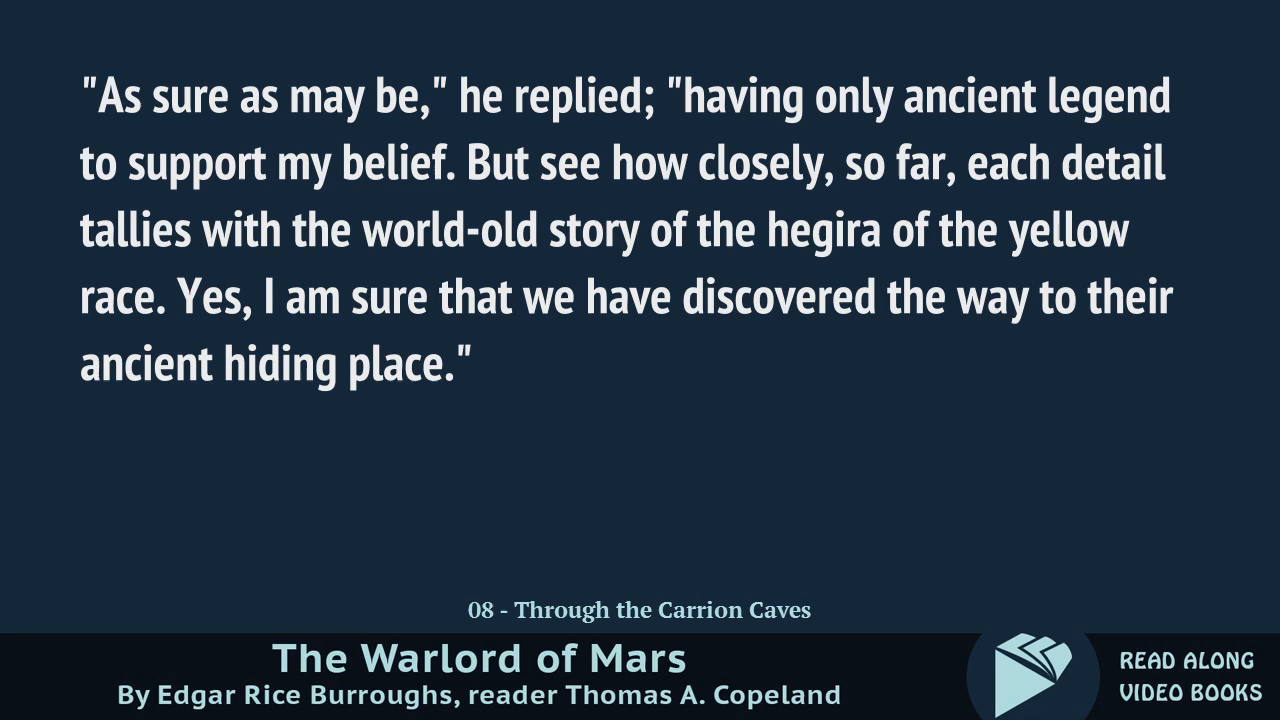 "As sure as may be," he replied; "having only ancient legend
to support my belief. But see how closely, so far, each detail
tallies with the world-old story of the hegira of the yellow
race. Yes, I am sure that we have discovered the way to their
ancient hiding place."
08 - Through the Carrion Caves
The Warlord of Mars
By Edgar Rice Burroughs, reader Thomas A. Copeland
READ ALONG
VIDEO BOOKS